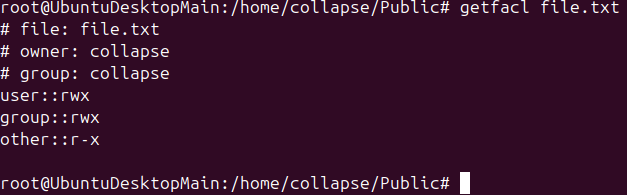 root@UbuntuDesktopMain:/home/collapse/Public# getfacl file.txt
# file: file.txt
# owner: collapse
# group: collapse
user::rwx
group::rwx
other::r-x
root@UbuntuDesktopMain:/home/collapse/Public#